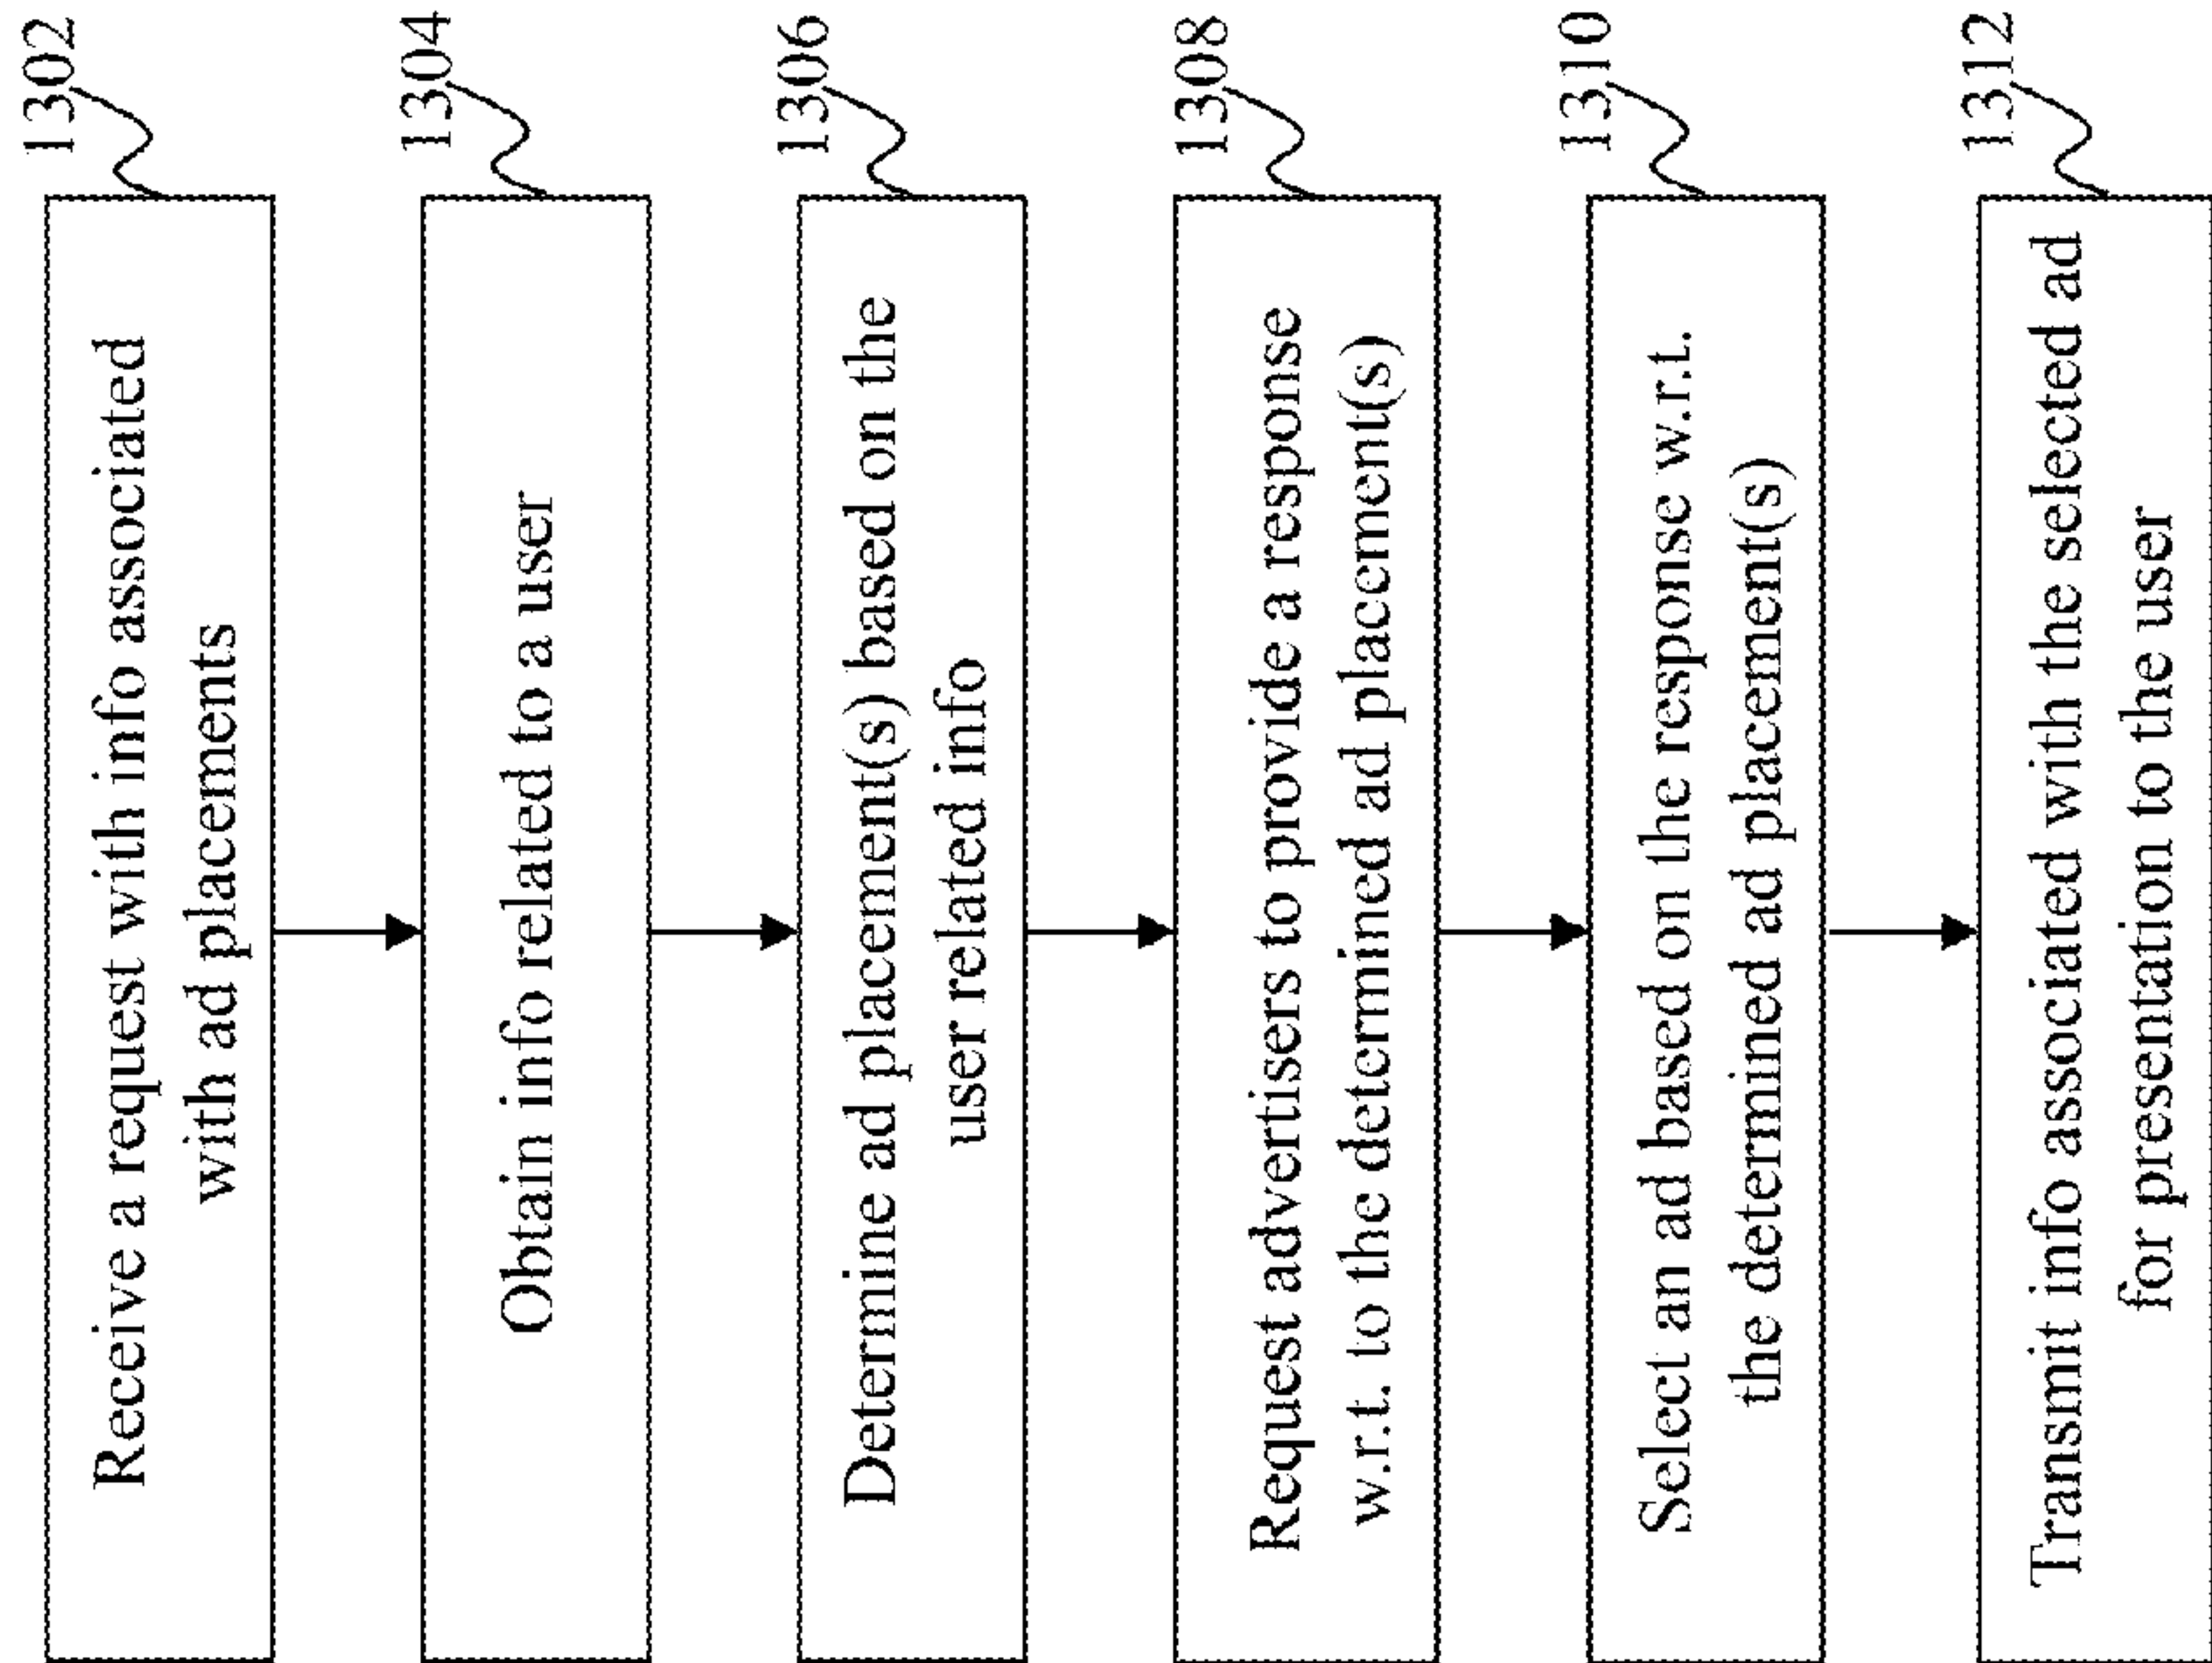 1302
Receive a request with info associated
with ad placements
1304
Obtain info related to a user
1306
Determine ad placement(s) based on the
user related info
1308
Request advertisers to provide a response
w.r.t. to the determined ad placement(s)
1310
Select an ad based on the response w.r.t.
the determined ad placement(s)
1312
Transmit info associated with the selected ad
for presentation to the user